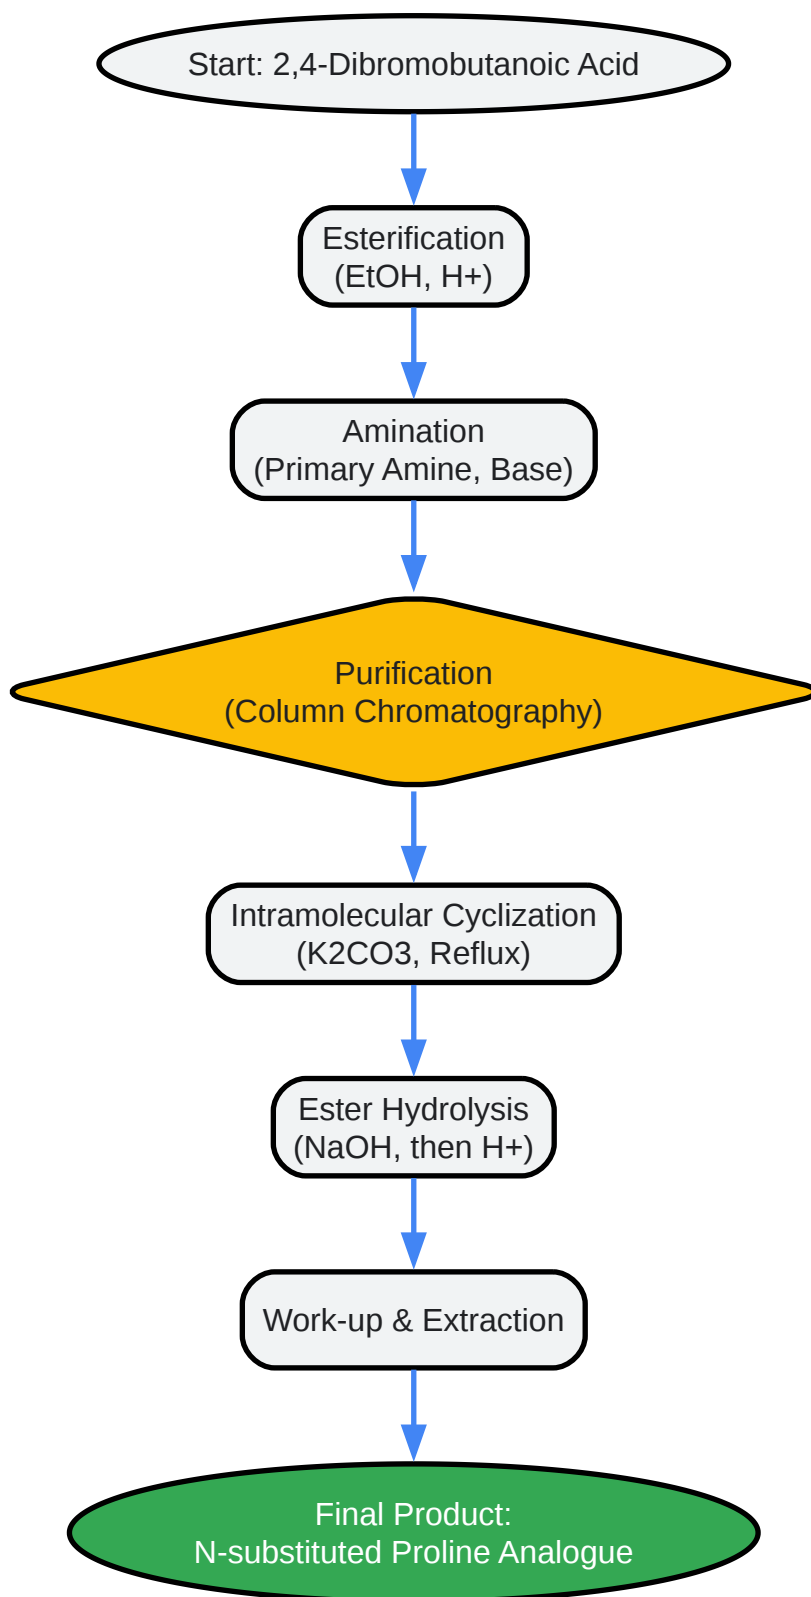 Start: 2,4-Dibromobutanoic Acid
Esterification
(EtOH, H+)
Amination
(Primary Amine, Base)
Purification
(Column Chromatography)
Intramolecular Cyclization
(K2CO3, Reflux)
Ester Hydrolysis
(NaOH, then H+)
Work-up & Extraction
Final Product:
N-substituted Proline Analogue